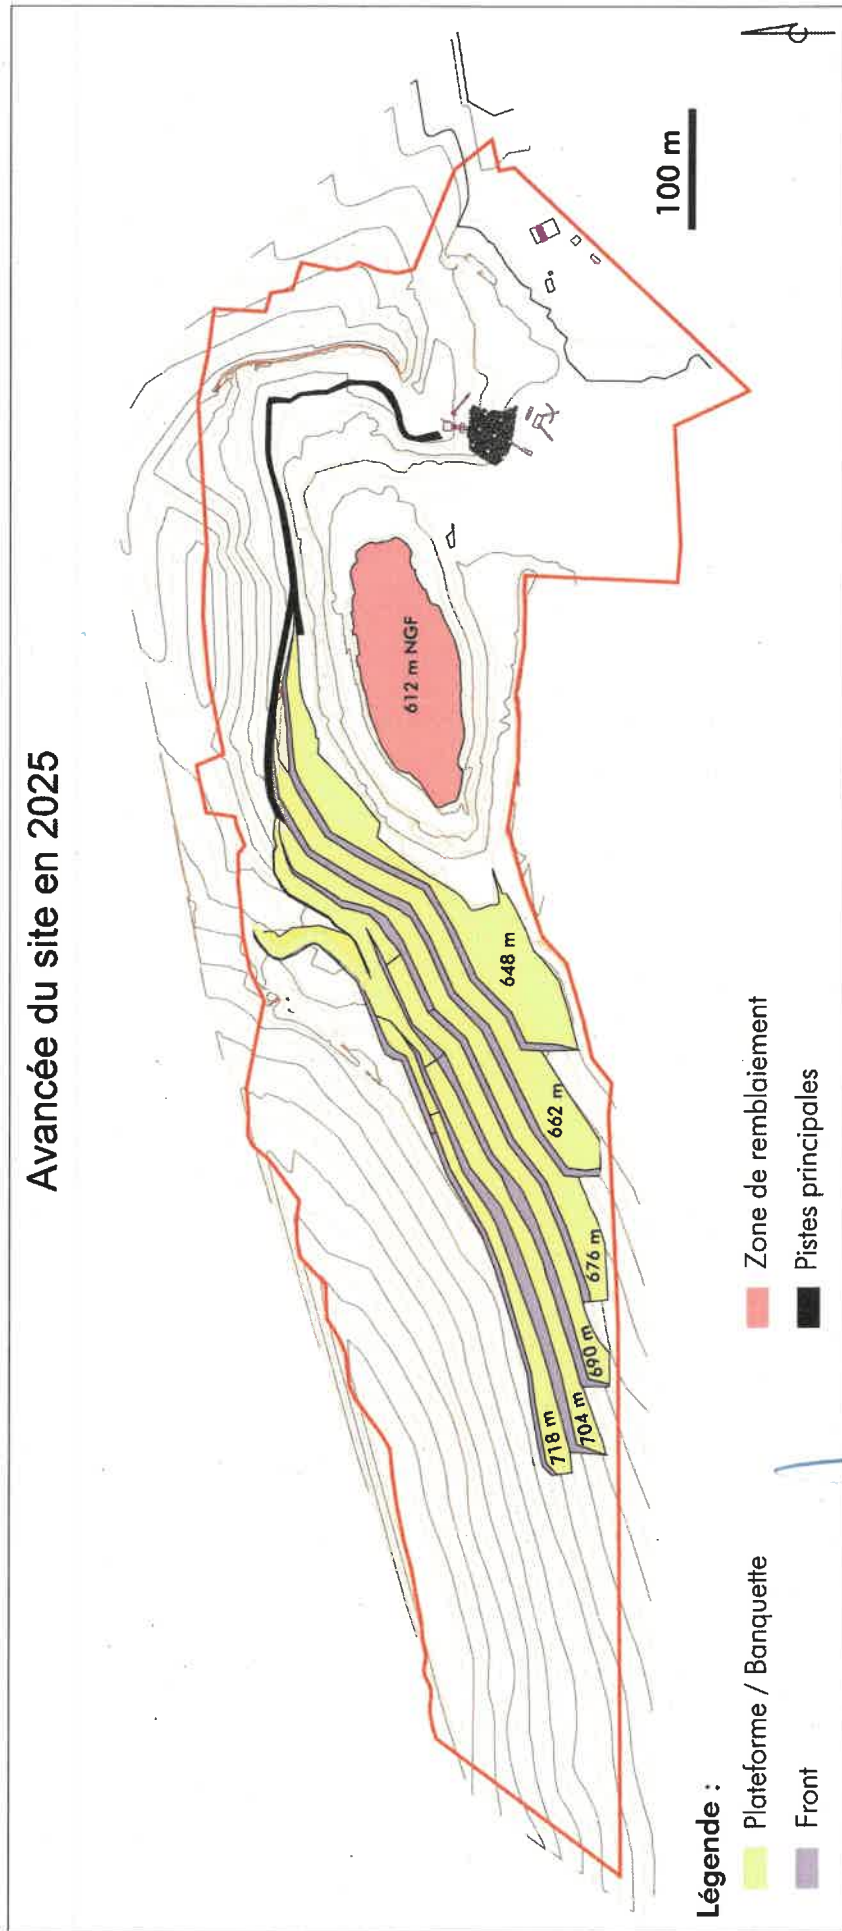 Avancée du site en 2025
612 m NGF
648 m
662 m
676 m
690 m
704 m
718 m
100 m
Légende :
Plateforme / Banquette
Front
Zone de remblaiement
Pistes principales